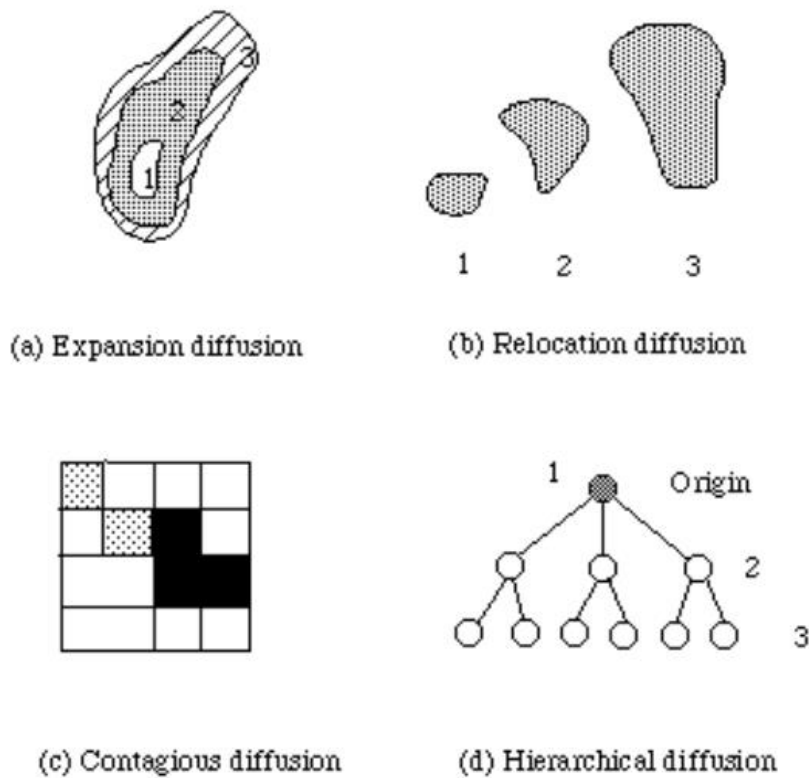 3
2
1
1
2
3
(a) Expansion diffusion
(b) Relocation diffusion
1
Origin
2
3
(c) Contagious diffusion
(d) Hierarchical diffusion